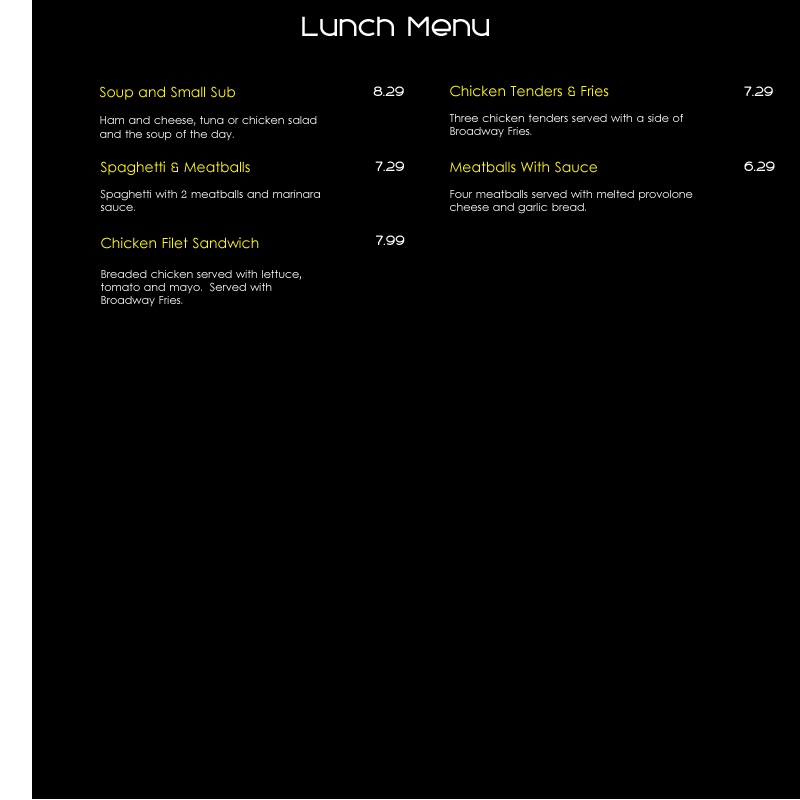 Lunch Menu
Soup and Small Sub 8.29
Ham and cheese, tuna or chicken salad
and the soup of the day.
Spaghetti & Meatballs 7.29
Spaghetti with 2 meatballs and marinara
sauce.
Chicken Filet Sandwich 7.99
Breaded chicken served with lettuce,
tomato and mayo.  Served with
Broadway Fries.
Chicken Tenders & Fries 7.29
Three chicken tenders served with a side of
Broadway Fries.
Meatballs With Sauce 6.29
Four meatballs served with melted provolone
cheese and garlic bread.